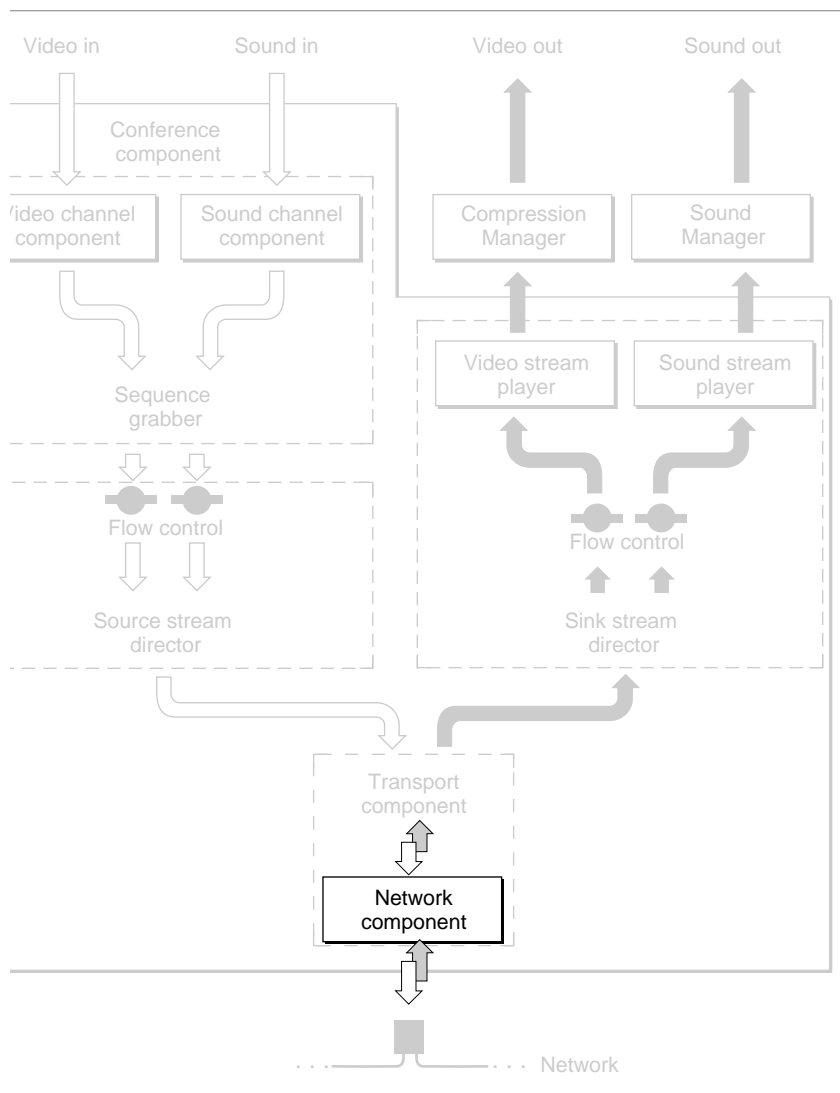 Video in
Sound in
Video out
Sound out
Conference
component
ideo channel
component
Sound channel
component
Compression
Manager
Sound
Manager
Video stream
player
Sound stream
player
Sequence
grabber
Flow control
Flow control
Source stream
director
Sink stream
director
Transport
component
Network
component
Network